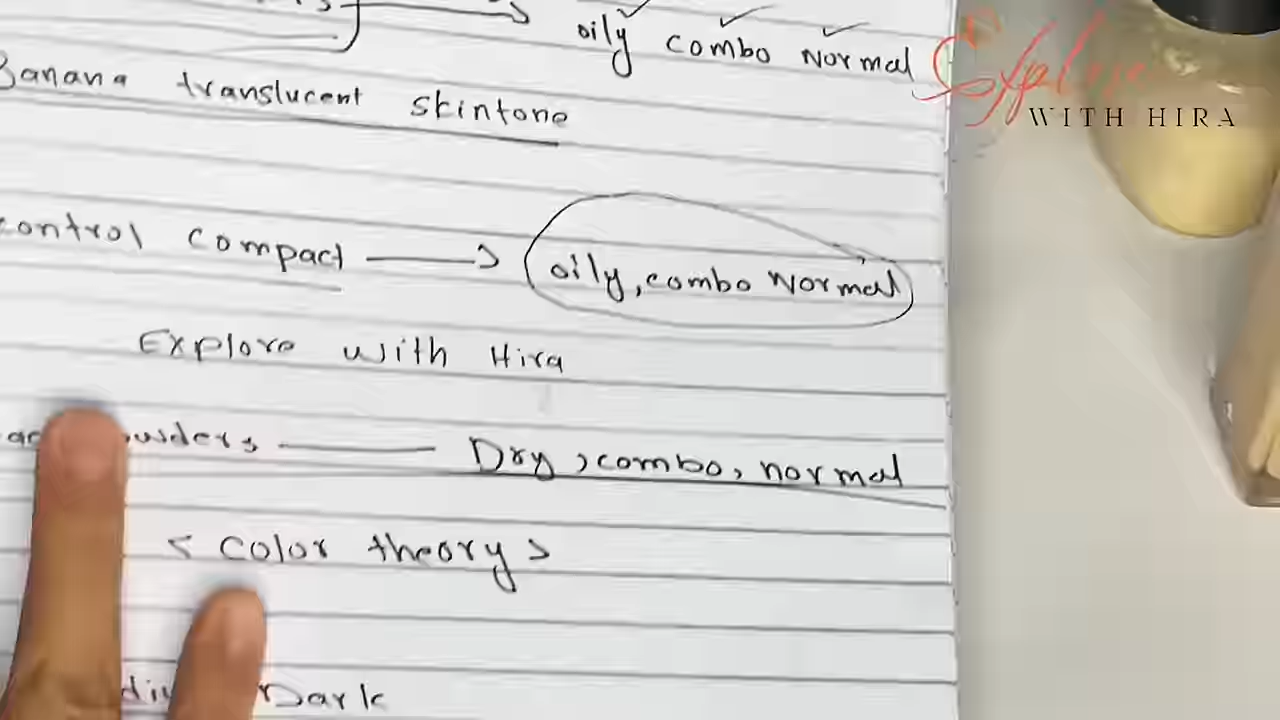 oily combo Normal
Banana translucent skintone
control compact → oily, combo Normal
Explore with Hira
Dry, combo, normal
< Color theory >
Dark
Explore
WITH HIRA